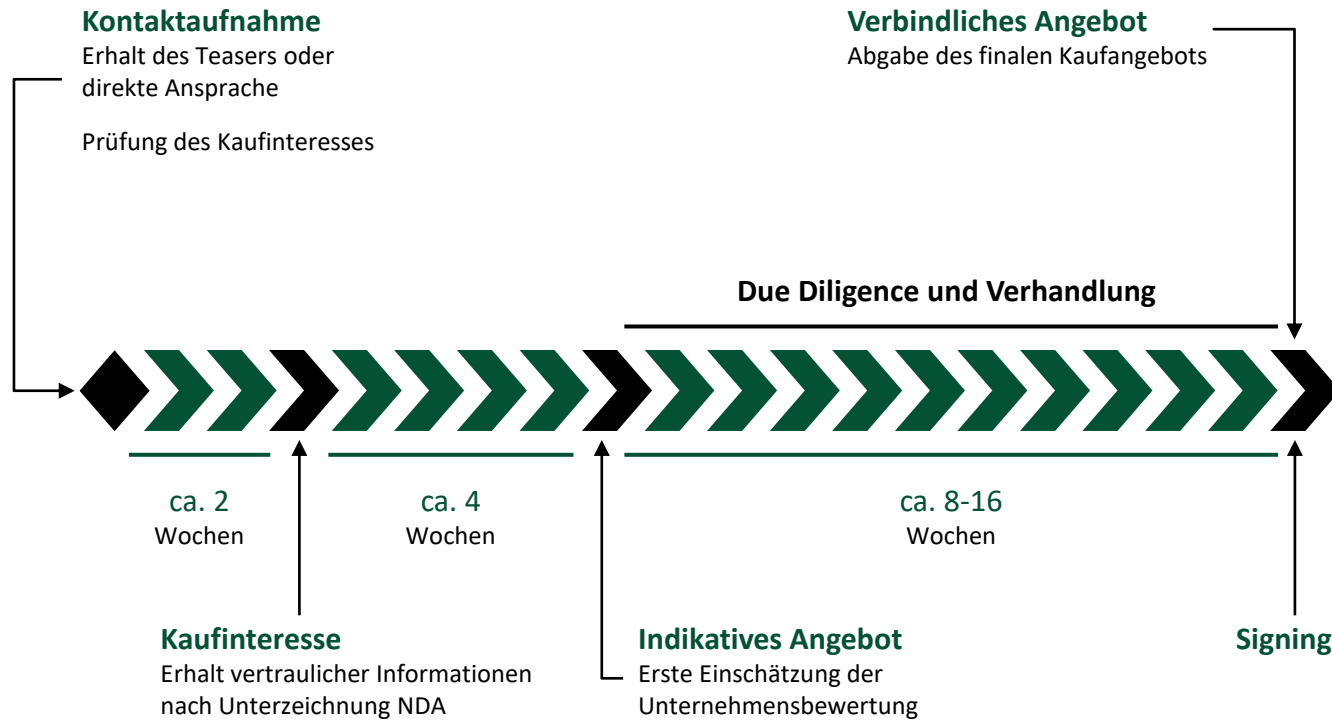 Kontaktaufnahme
Erhalt des Teasers oder
direkte Ansprache
Prüfung des Kaufinteresses
Verbindliches Angebot
Abgabe des finalen Kaufangebots
Due Diligence und Verhandlung
ca. 2
Wochen
ca. 4
Wochen
ca. 8-16
Wochen
Kaufinteresse
Erhalt vertraulicher Informationen
nach Unterzeichnung NDA
Indikatives Angebot
Erste Einschätzung der
Unternehmensbewertung
Signing